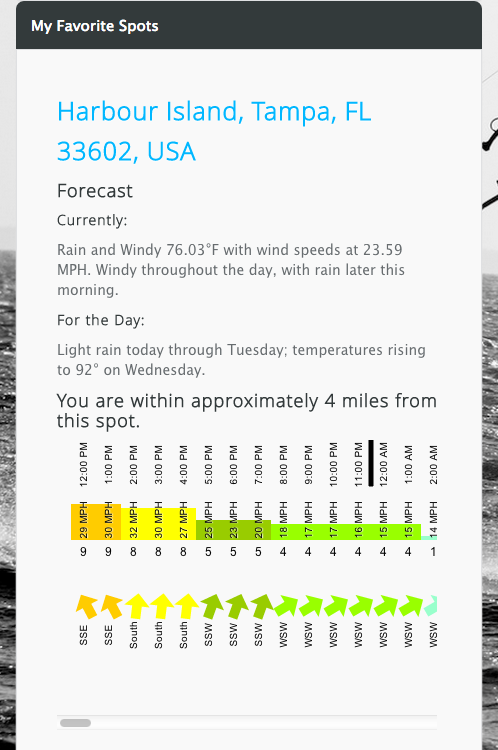 My Favorite Spots
Harbour Island, Tampa, FL
33602, USA
Forecast
Currently:
Rain and Windy 76.03°F with wind speeds at 23.59
MPH. Windy throughout the day, with rain later this
morning.
For the Day:
Light rain today through Tuesday; temperatures rising
to 92° on Wednesday.
You are within approximately 4 miles from
this spot.
12:00 PM 1:00 PM 2:00 PM 3:00 PM 4:00 PM 5:00 PM 6:00 PM 7:00 PM 8:00 PM 9:00 PM 10:00 PM 11:00 PM 12:00 AM 1:00 AM 2:00 AM
29 MPH 30 MPH 32 MPH 30 MPH 27 MPH 25 MPH 23 MPH 20 MPH 18 MPH 17 MPH 17 MPH 16 MPH 15 MPH 15 MPH 14 MPH
9 9 8 8 8 5 5 5 4 4 4 4 4 4 1
SSE SSE South South South SSW SSW SSW WSW WSW WSW WSW WSW WSW WSW